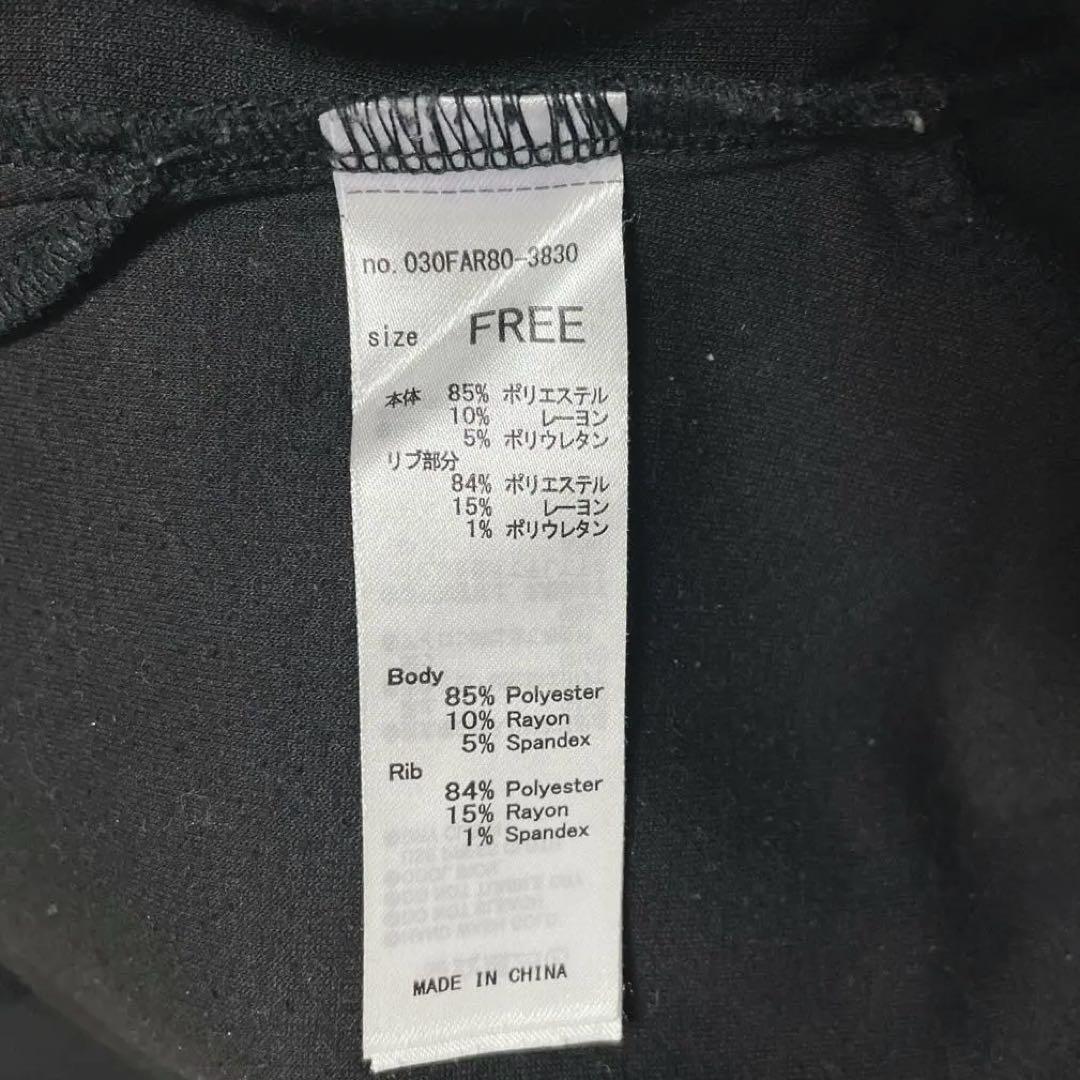 no. 030FAR80-3830
size FREE
本体 85% ポリエステル
10% レーヨン
5% ポリウレタン
リブ部分
84% ポリエステル
15% レーヨン
1% ポリウレタン
Body
85% Polyester
10% Rayon
5% Spandex
Rib
84% Polyester
15% Rayon
1% Spandex
MADE IN CHINA